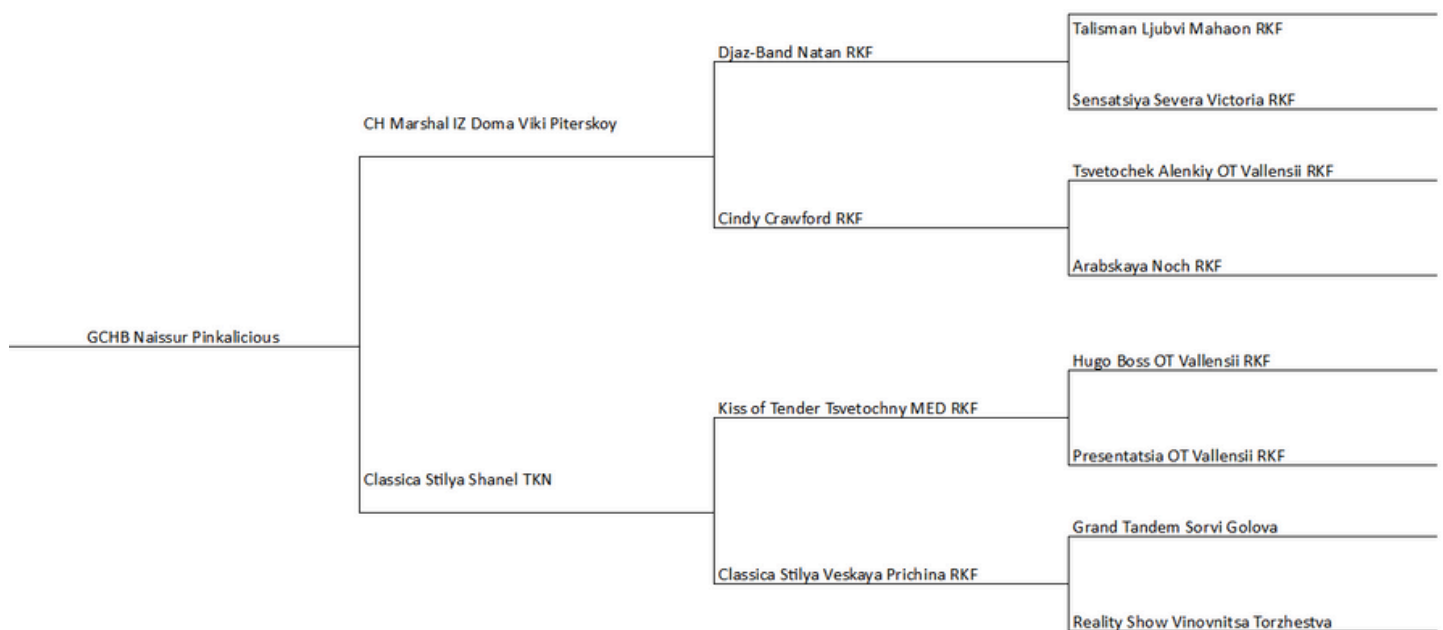 Talisman Ljubvi Mahaon RKF
Djaz-Band Natan RKF
Sensatsiya Severa Victoria RKF
CH Marshal IZ Doma Viki Piterskoy
Tsvetochek Alenkiy OT Vallensii RKF
Cindy Crawford RKF
Arabskaya Noch RKF
GCHB Naissur Pinkalicious
Hugo Boss OT Vallensii RKF
Kiss of Tender Tsvetochny MED RKF
Presentatsia OT Vallensii RKF
Classica Stilya Shanel TKN
Grand Tandem Sorvi Golova
Classica Stilya Veskaya Prichina RKF
Reality Show Vinovnitsa Torzhestva